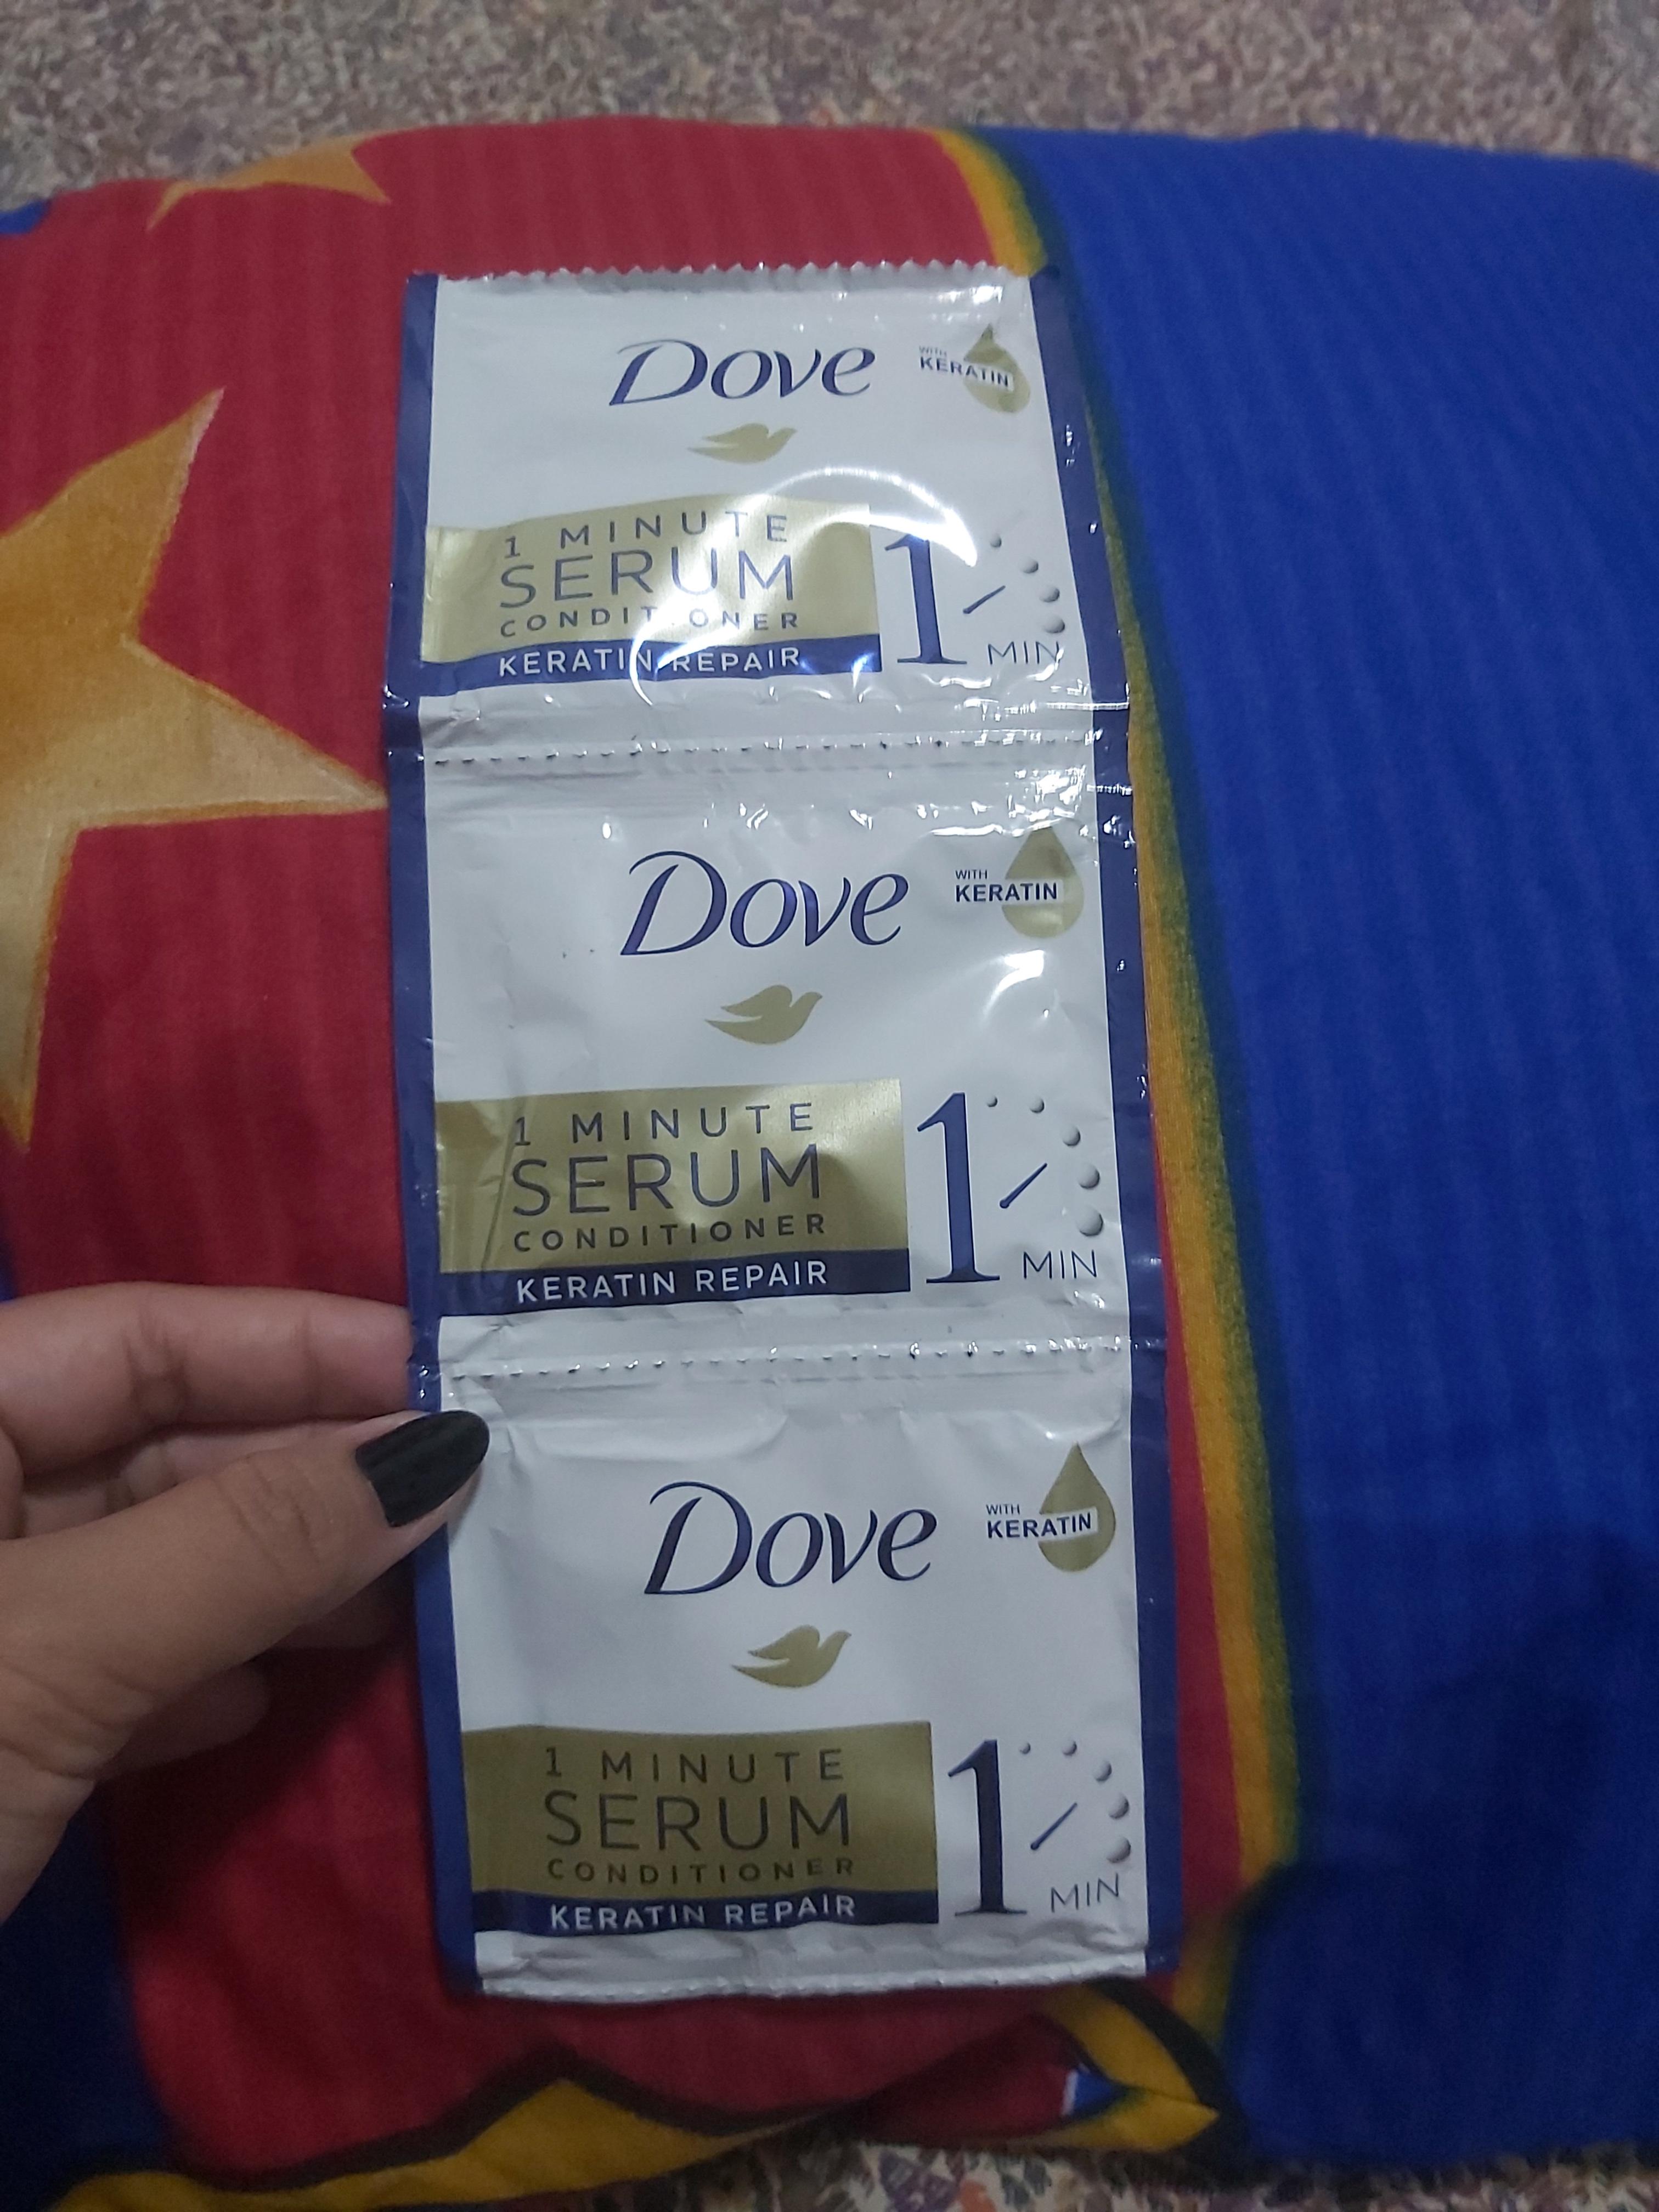 Dove
WITH
KERATIN
1 MINUTE
SERUM
CONDITIONER
KERATIN REPAIR
1
MIN
Dove
WITH
KERATIN
1 MINUTE
SERUM
CONDITIONER
KERATIN REPAIR
1
MIN
Dove
WITH
KERATIN
1 MINUTE
SERUM
CONDITIONER
KERATIN REPAIR
1
MIN